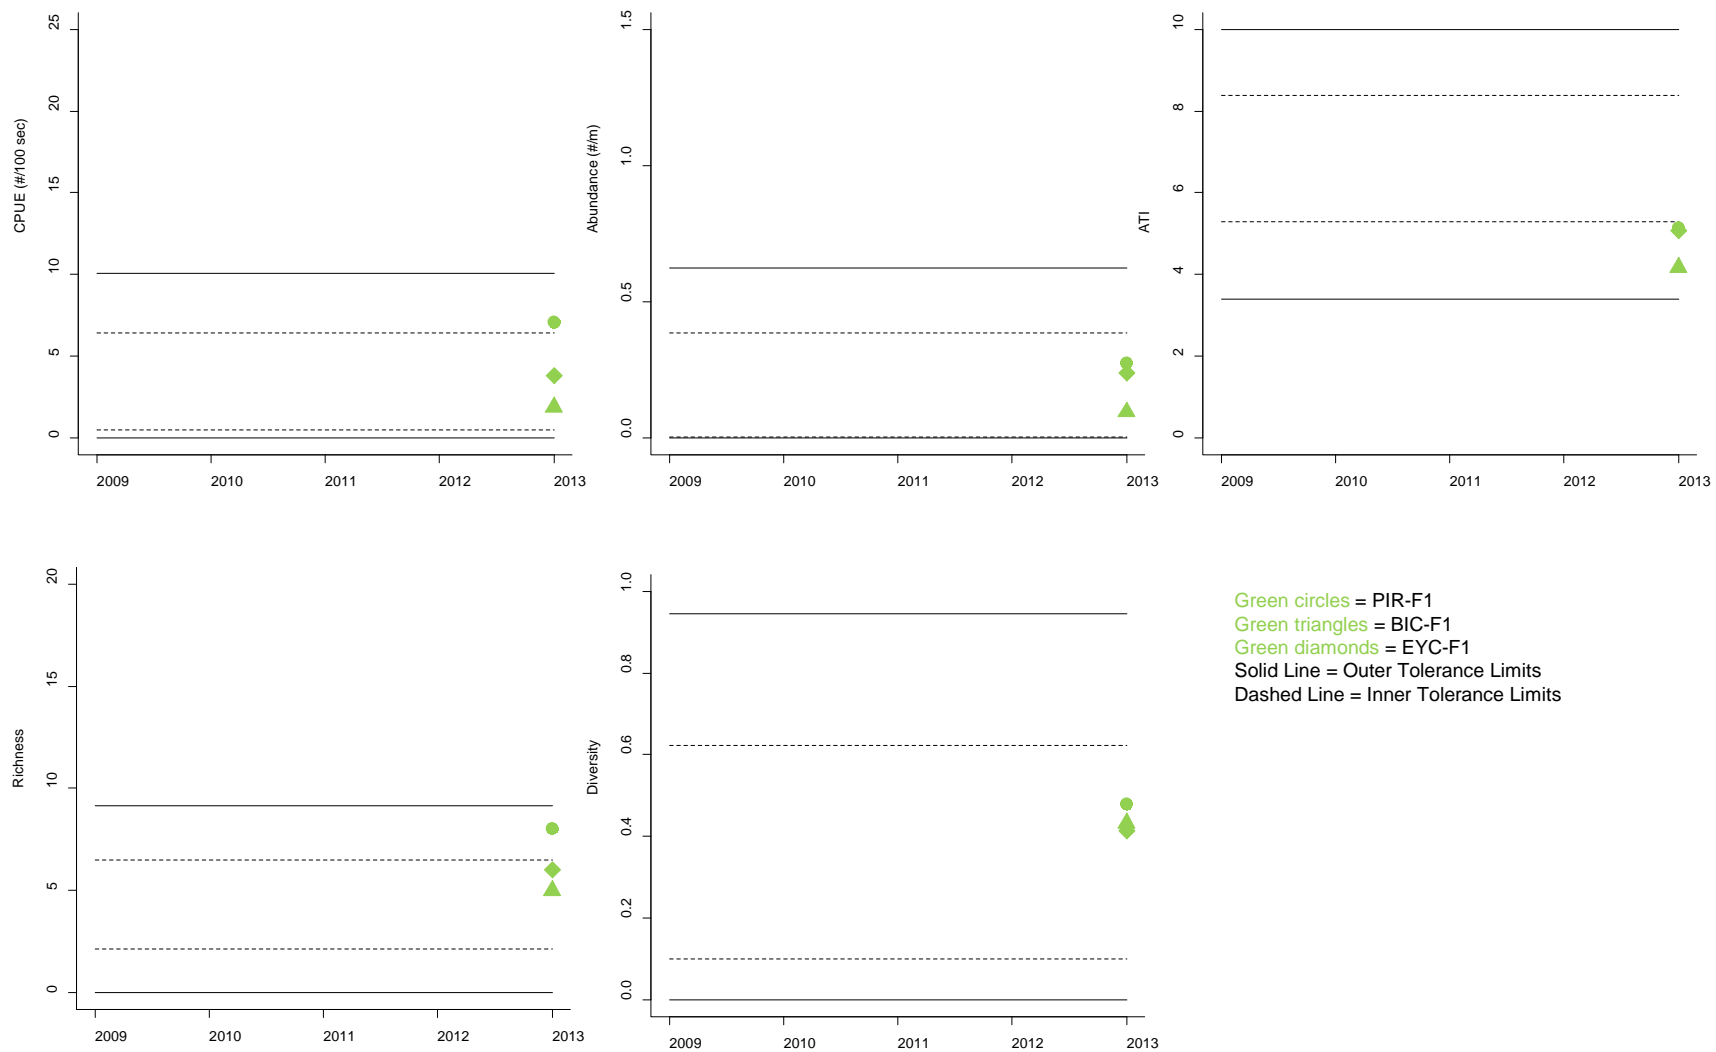 CPUE (#/100 sec)
25
20
15
10
5
0
2009 2010 2011 2012 2013
Abundance (#/m)
1.5
1.0
0.5
0.0
2009 2010 2011 2012 2013
ATI
10
8
6
4
2
0
2009 2010 2011 2012 2013
Richness
20
15
10
5
0
2009 2010 2011 2012 2013
Diversity
1.0
0.8
0.6
0.4
0.2
0.0
2009 2010 2011 2012 2013
Green circles = PIR-F1
Green triangles = BIC-F1
Green diamonds = EYC-F1
Solid Line = Outer Tolerance Limits
Dashed Line = Inner Tolerance Limits